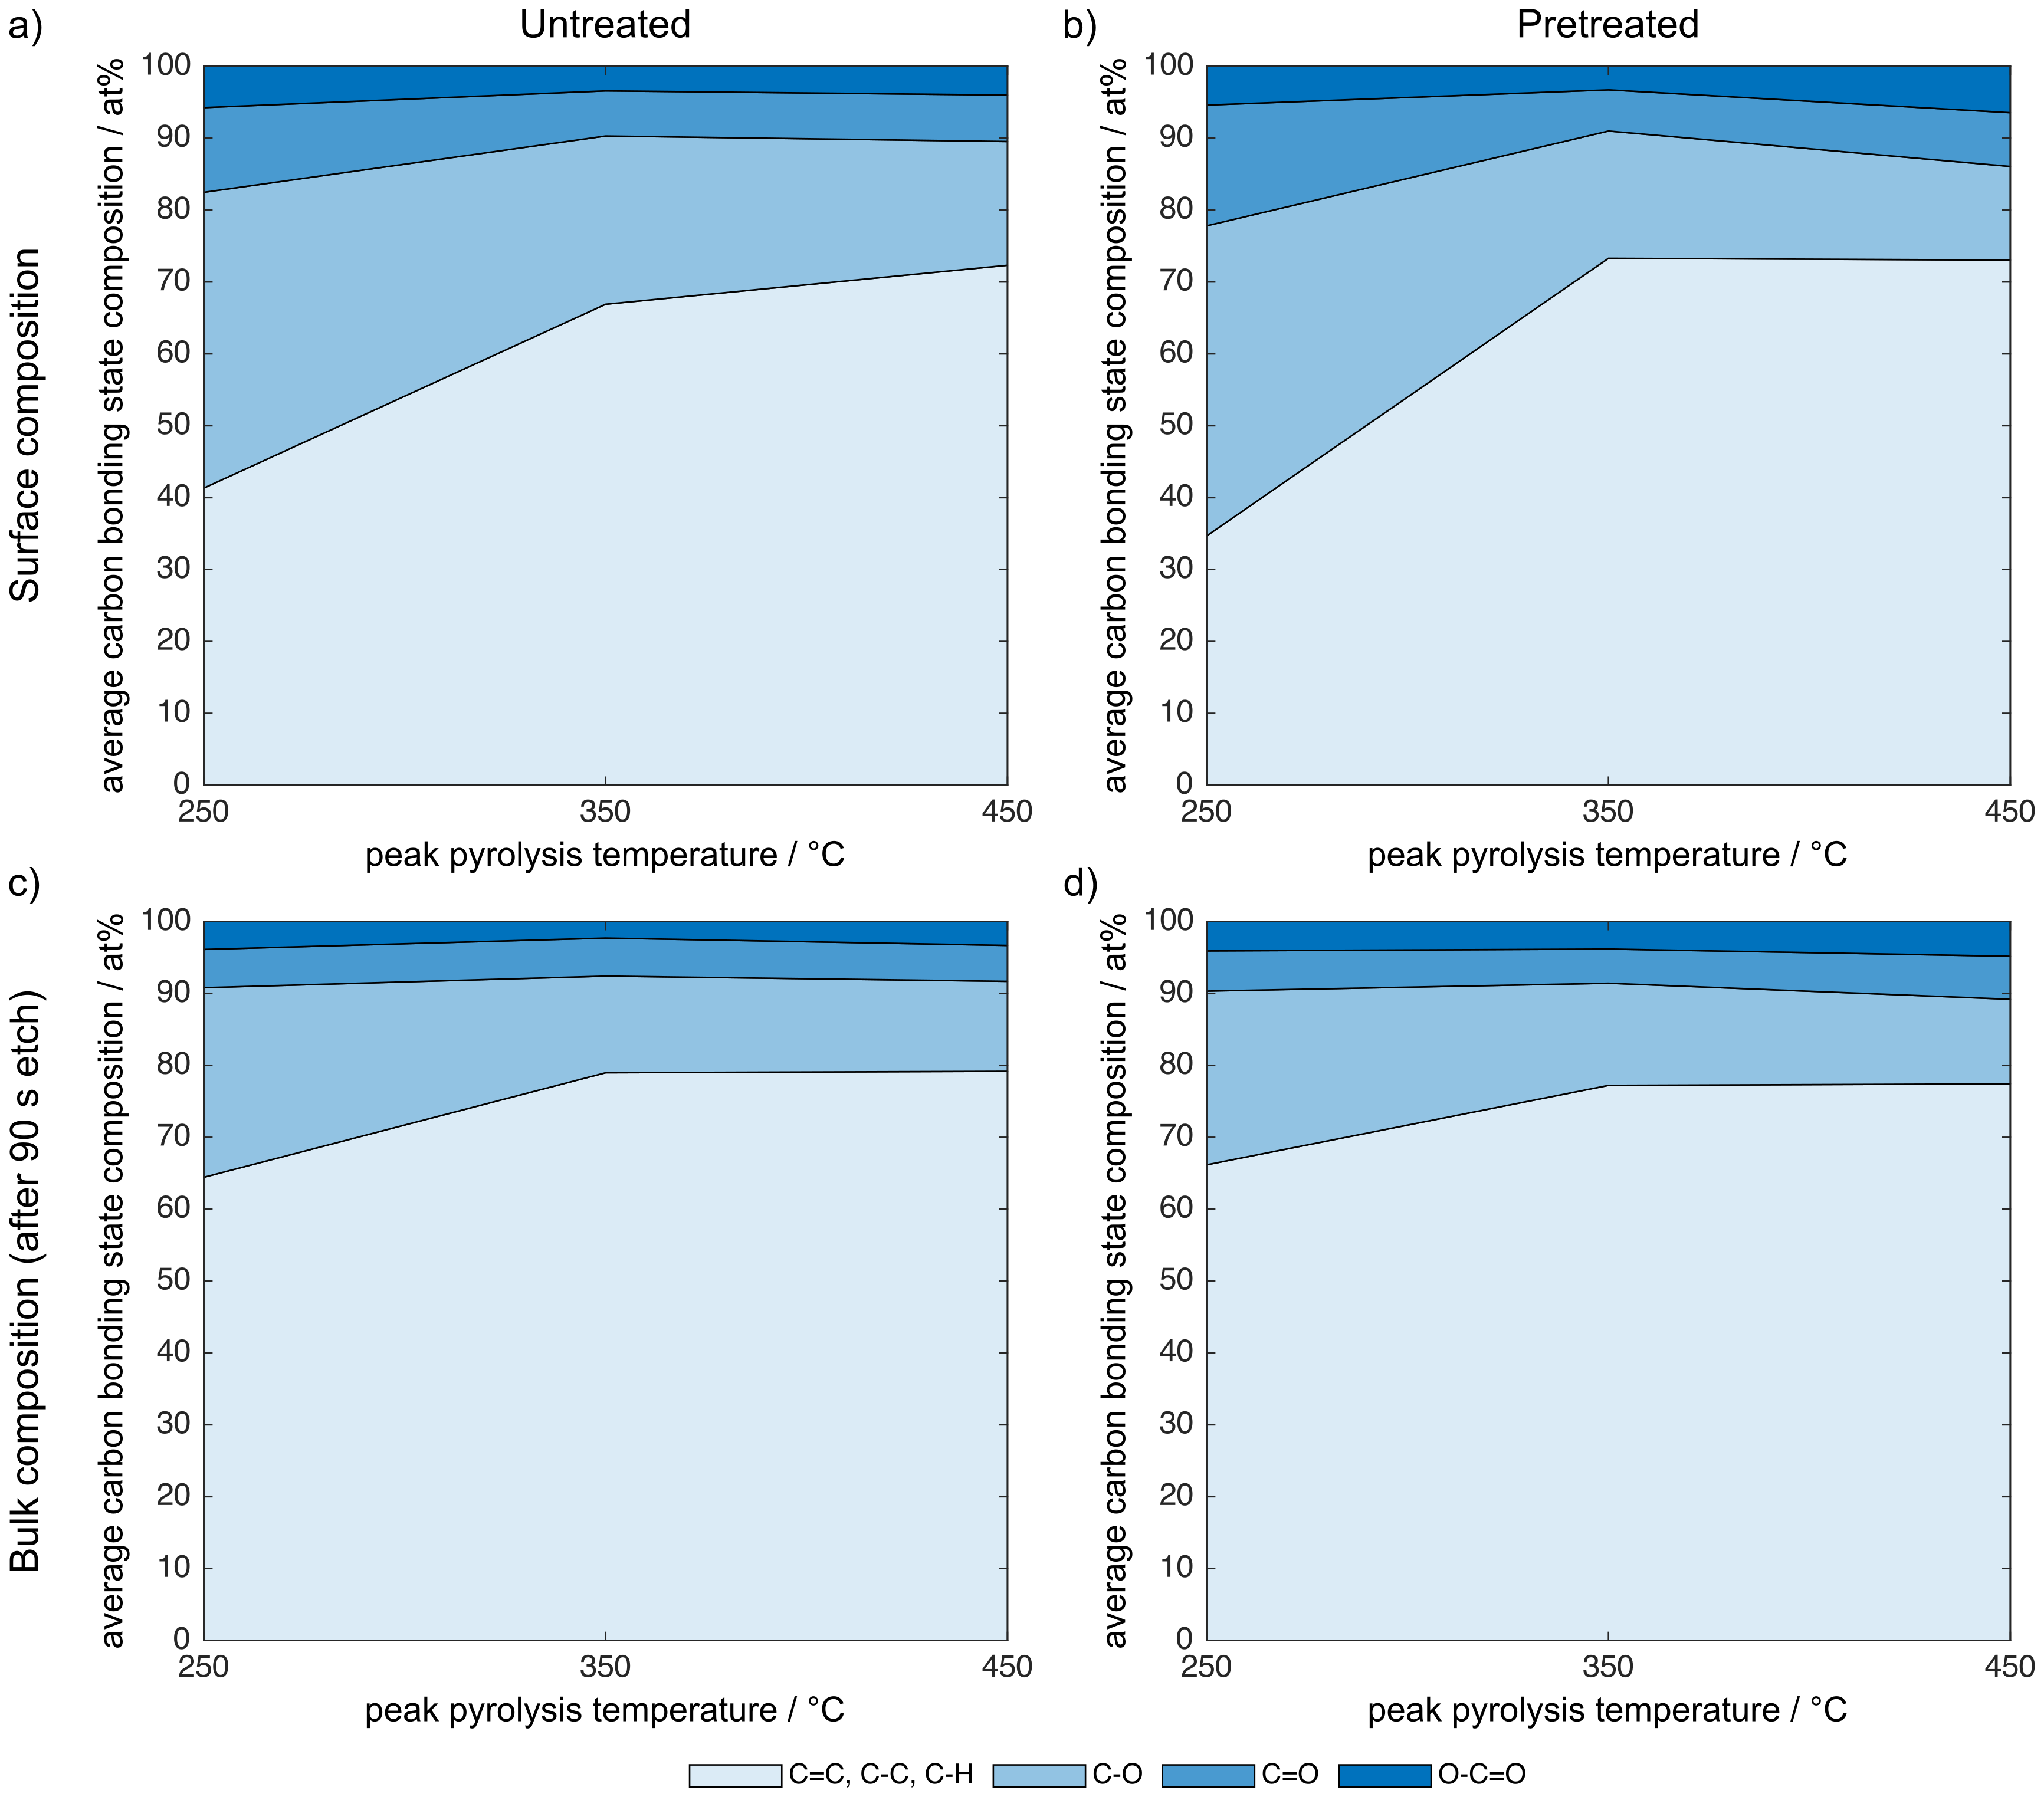 a)
Untreated
b)
Pretreated
Surface composition
average carbon bonding state composition / at%
100
90
80
70
60
50
40
30
20
10
0
250
350
450
peak pyrolysis temperature / °C
average carbon bonding state composition / at%
100
90
80
70
60
50
40
30
20
10
0
250
350
450
peak pyrolysis temperature / °C
c)
d)
Bulk composition (after 90 s etch)
average carbon bonding state composition / at%
100
90
80
70
60
50
40
30
20
10
0
250
350
450
peak pyrolysis temperature / °C
average carbon bonding state composition / at%
100
90
80
70
60
50
40
30
20
10
0
250
350
450
peak pyrolysis temperature / °C
C=C, C-C, C-H
C-O
C=O
O-C=O